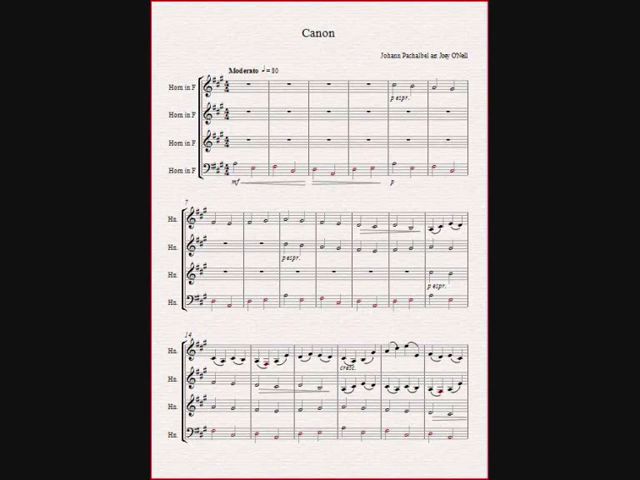 Canon
Johann Pachalbel arr. Joey O'Neil
Moderato ♩ = 80
Horn in F
p espr.
Horn in F
Horn in F
Horn in F
mf
p
7
Hn.
Hn.
p espr.
Hn.
p espr.
Hn.
14
Hn.
cresc.
Hn.
Hn.
Hn.